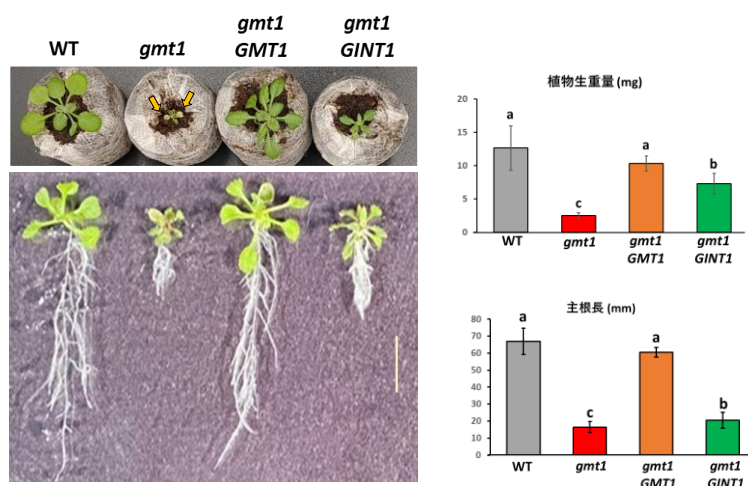 WT
gmt1
gmt1
GMT1
gmt1
GINT1
植物生重量 (mg)
20
15
10
5
0
a
c
a
b
WT
gmt1
gmt1
GMT1
gmt1
GINT1
主根長 (mm)
80
70
60
50
40
30
20
10
0
a
c
a
b
WT
gmt1
gmt1
GMT1
gmt1
GINT1